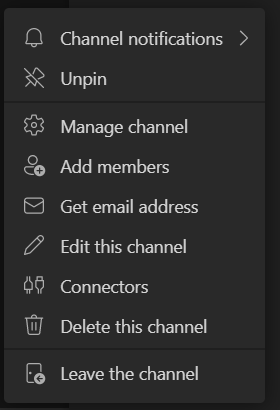 Channel notifications
Unpin
Manage channel
Add members
Get email address
Edit this channel
Connectors
Delete this channel
Leave the channel